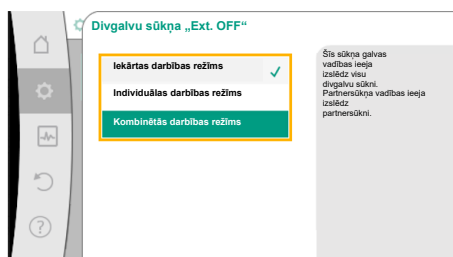 Divgalvu sūkņa „Ext. OFF“
Iekārtas darbības režīms
Individuālas darbības režīms
Kombinētās darbības režīms
Šīs sūkņa galvas
vadības ieeja
izslēdz visu
divgalvu sūkni.
Partnersūkņa vadības ieeja
izslēdz
partnersūkni.